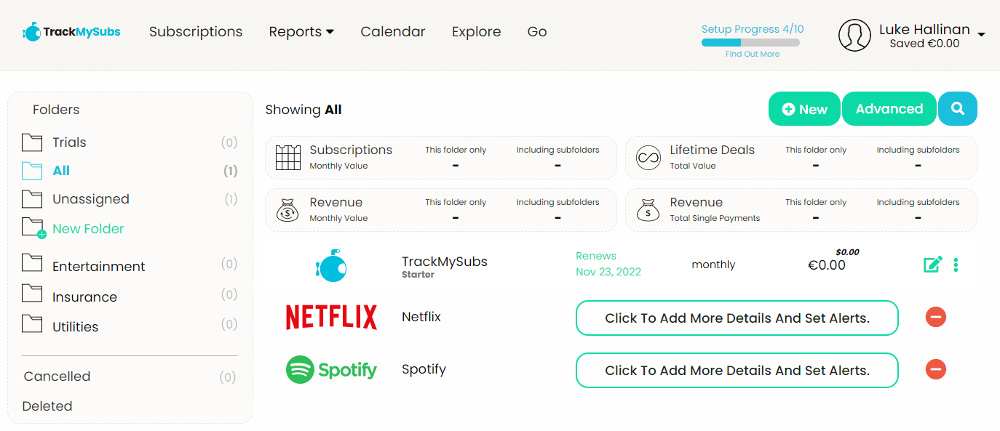 TrackMySubs
Subscriptions
Reports
Calendar
Explore
Go
Setup Progress 4/10
Find Out More
Luke Hallinan
Saved €0.00
Folders
Trials (0)
All (1)
Unassigned (1)
New Folder
Entertainment (0)
Insurance (0)
Utilities (0)
Cancelled (0)
Deleted
Showing All
New
Advanced
Subscriptions
Monthly Value
This folder only
-
Including subfolders
-
Lifetime Deals
Total Value
This folder only
-
Including subfolders
-
Revenue
Monthly Value
This folder only
-
Including subfolders
-
Revenue
Total Single Payments
This folder only
-
Including subfolders
-
TrackMySubs
Starter
Renews
Nov 23, 2022
monthly
$0.00
€0.00
NETFLIX
Netflix
Click To Add More Details And Set Alerts.
Spotify
Spotify
Click To Add More Details And Set Alerts.